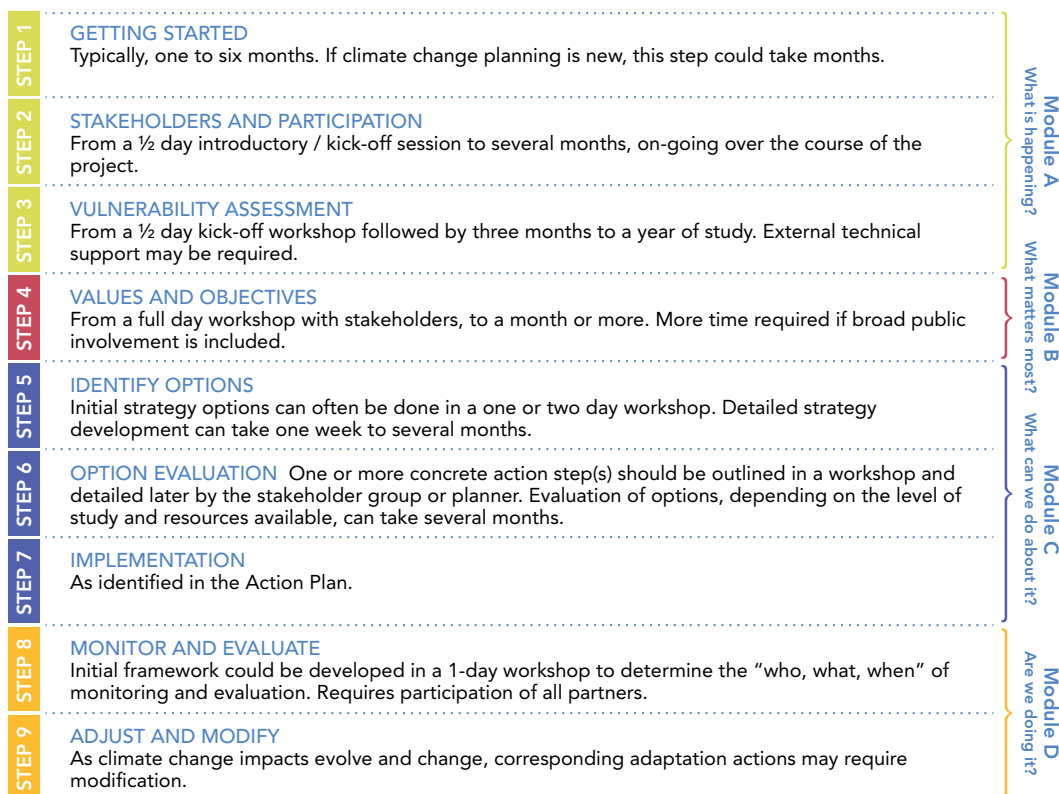 STEP 1
GETTING STARTED
Typically, one to six months. If climate change planning is new, this step could take months.
STEP 2
STAKEHOLDERS AND PARTICIPATION
From a ½ day introductory / kick-off session to several months, on-going over the course of the
project.
STEP 3
VULNERABILITY ASSESSMENT
From a ½ day kick-off workshop followed by three months to a year of study. External technical
support may be required.
Module A
What is happening?
STEP 4
VALUES AND OBJECTIVES
From a full day workshop with stakeholders, to a month or more. More time required if broad public
involvement is included.
Module B
What matters most?
STEP 5
IDENTIFY OPTIONS
Initial strategy options can often be done in a one or two day workshop. Detailed strategy
development can take one week to several months.
STEP 6
OPTION EVALUATION One or more concrete action step(s) should be outlined in a workshop and
detailed later by the stakeholder group or planner. Evaluation of options, depending on the level of
study and resources available, can take several months.
STEP 7
IMPLEMENTATION
As identified in the Action Plan.
Module C
What can we do about it?
STEP 8
MONITOR AND EVALUATE
Initial framework could be developed in a 1-day workshop to determine the “who, what, when” of
monitoring and evaluation. Requires participation of all partners.
STEP 9
ADJUST AND MODIFY
As climate change impacts evolve and change, corresponding adaptation actions may require
modification.
Module D
Are we doing it?